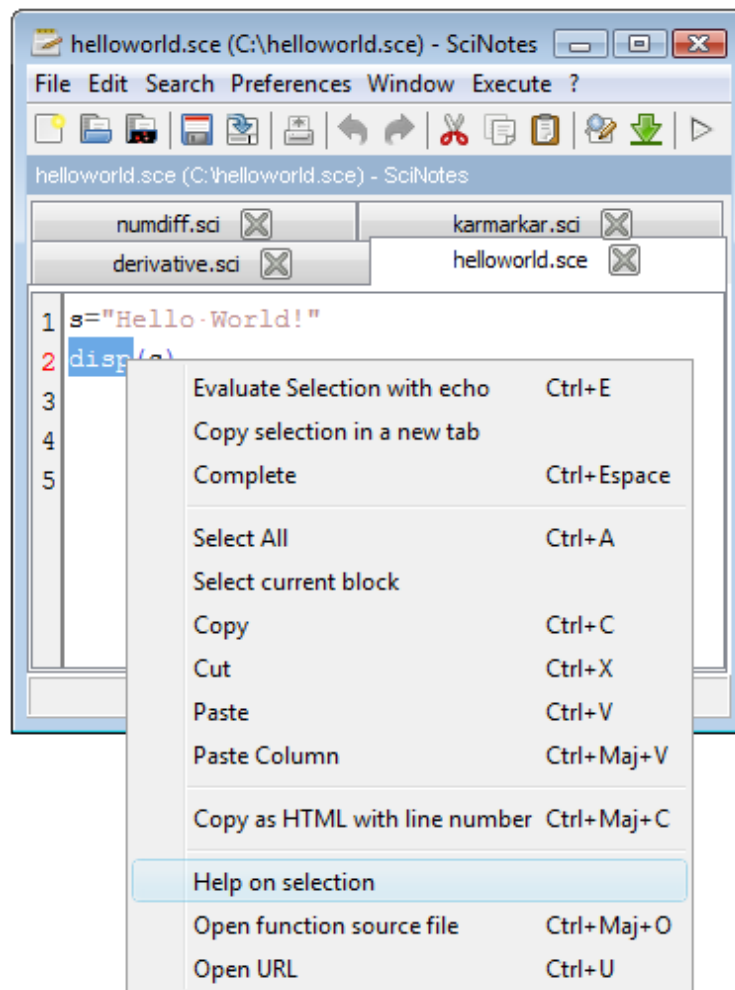 helloworld.sce (C:\helloworld.sce) - SciNotes
File Edit Search Preferences Window Execute ?
helloworld.sce (C:\helloworld.sce) - SciNotes
numdiff.sci karmarkar.sci
derivative.sci helloworld.sce
1 s="Hello·World!"
2 disp(s)
3
4
5
Evaluate Selection with echo Ctrl+E
Copy selection in a new tab
Complete Ctrl+Espace
Select All Ctrl+A
Select current block
Copy Ctrl+C
Cut Ctrl+X
Paste Ctrl+V
Paste Column Ctrl+Maj+V
Copy as HTML with line number Ctrl+Maj+C
Help on selection
Open function source file Ctrl+Maj+O
Open URL Ctrl+U